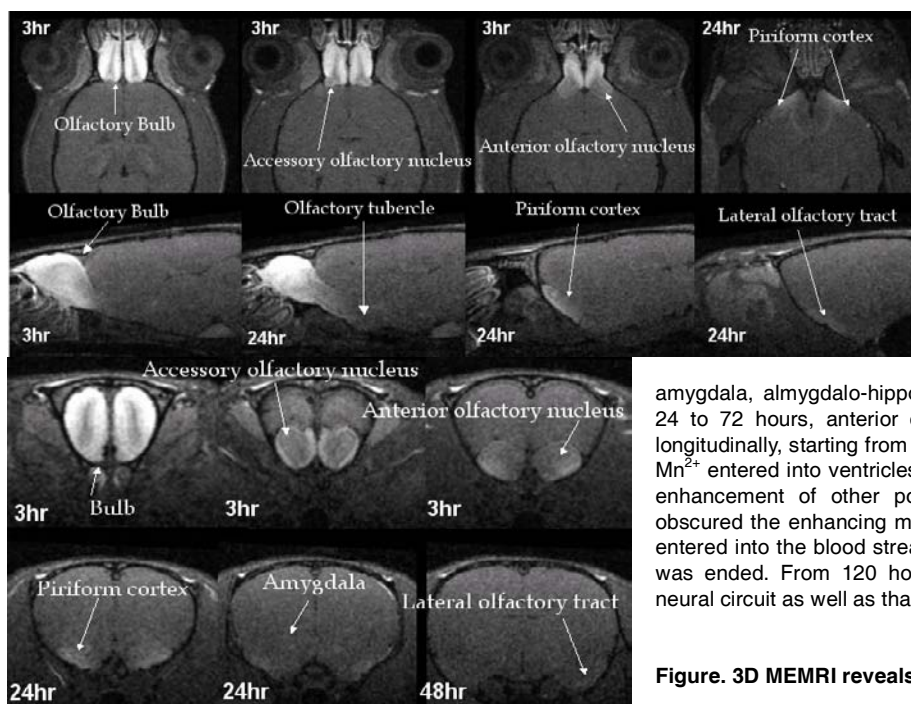 3hr
Olfactory Bulb
3hr
Accessory olfactory nucleus
3hr
Anterior olfactory nucleus
24hr
Piriform cortex
Olfactory Bulb
3hr
Olfactory tubercle
24hr
Piriform cortex
24hr
Lateral olfactory tract
24hr
Bulb
3hr
Accessory olfactory nucleus
3hr
Anterior olfactory nucleus
3hr
Piriform cortex
24hr
Amygdala
24hr
Lateral olfactory tract
48hr
amygdala, almygdalo-hippo
24 to 72 hours, anterior
longitudinally, starting from
Mn2+ entered into ventricles
enhancement of other po
obscured the enhancing m
entered into the blood strea
was ended. From 120 ho
neural circuit as well as tha
Figure. 3D MEMRI reveals